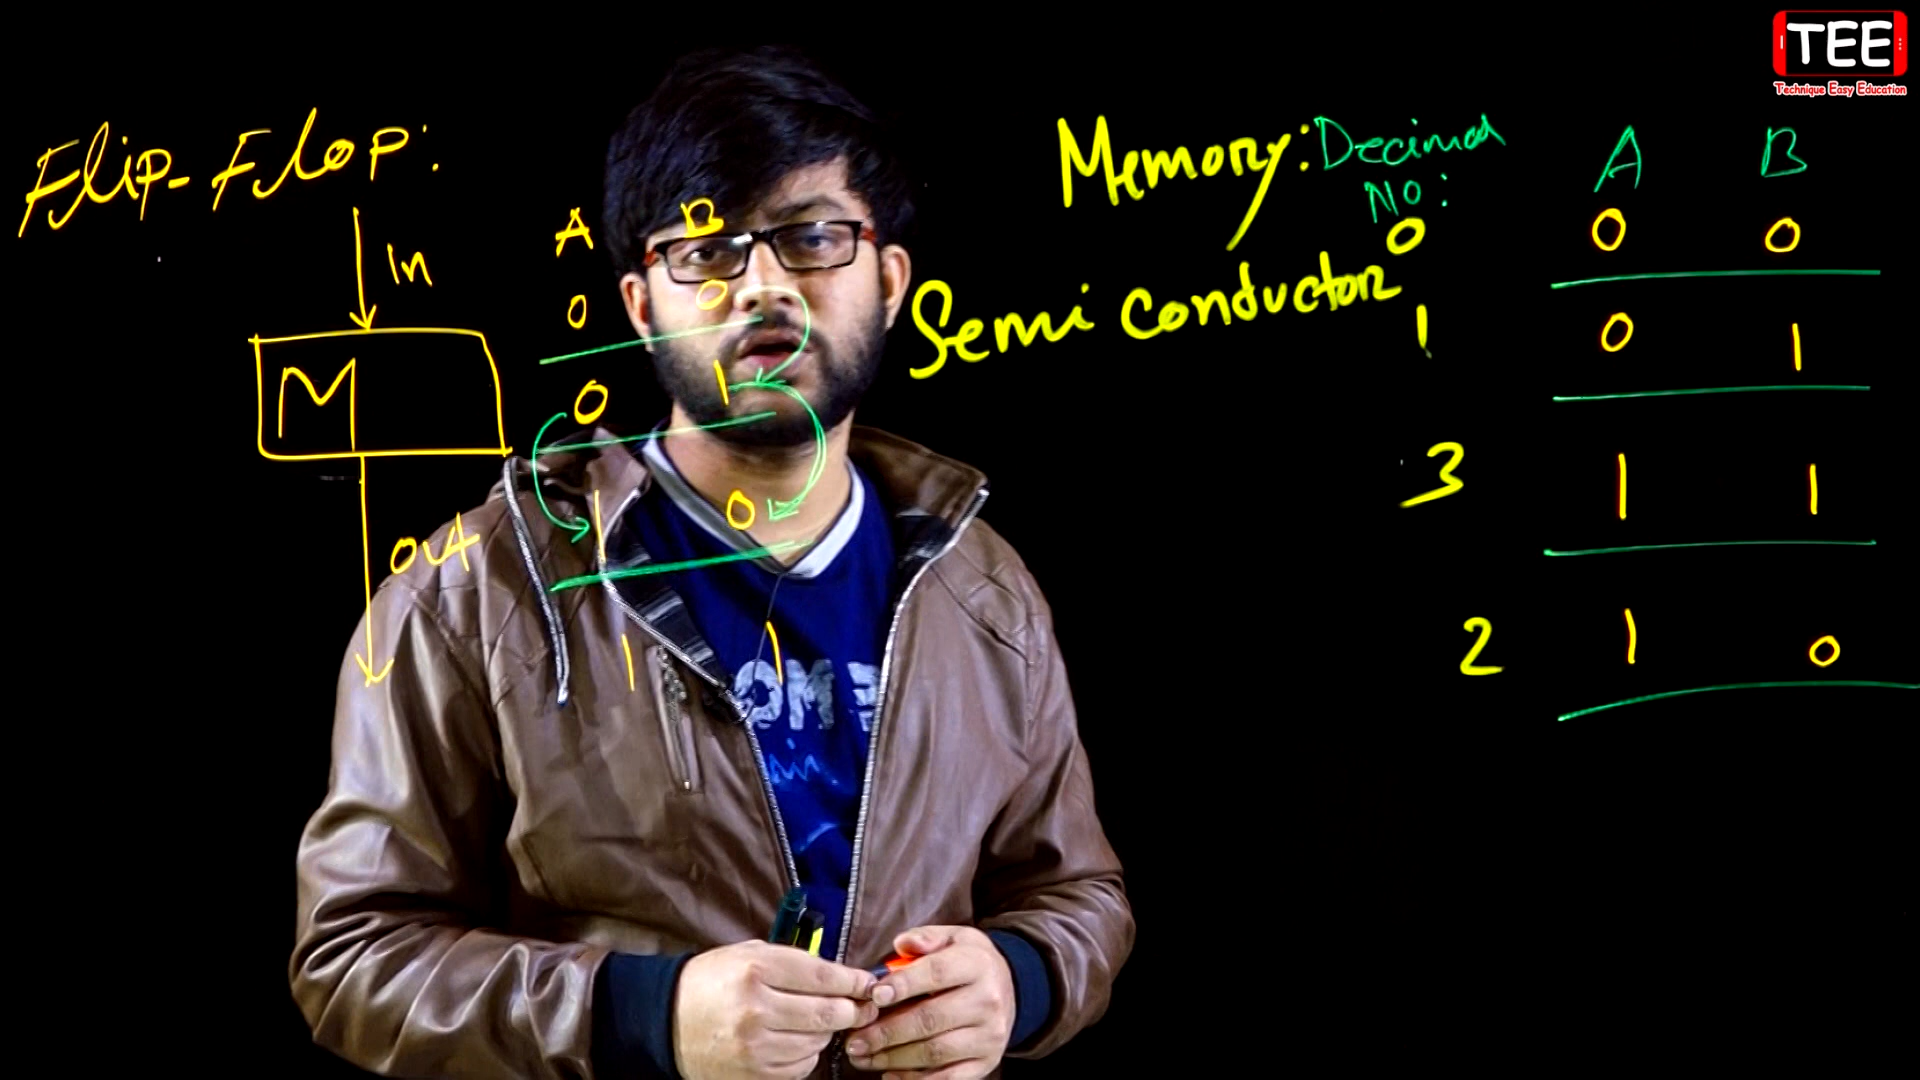 TEE
Technique Easy Education
Flip-Flop:
In
M
out
A B
0 0
0 1
1 0
1 1
Memory:
Semi conductor
Decimal No: A B
0 0 0
1 0 1
3 1 1
2 1 0